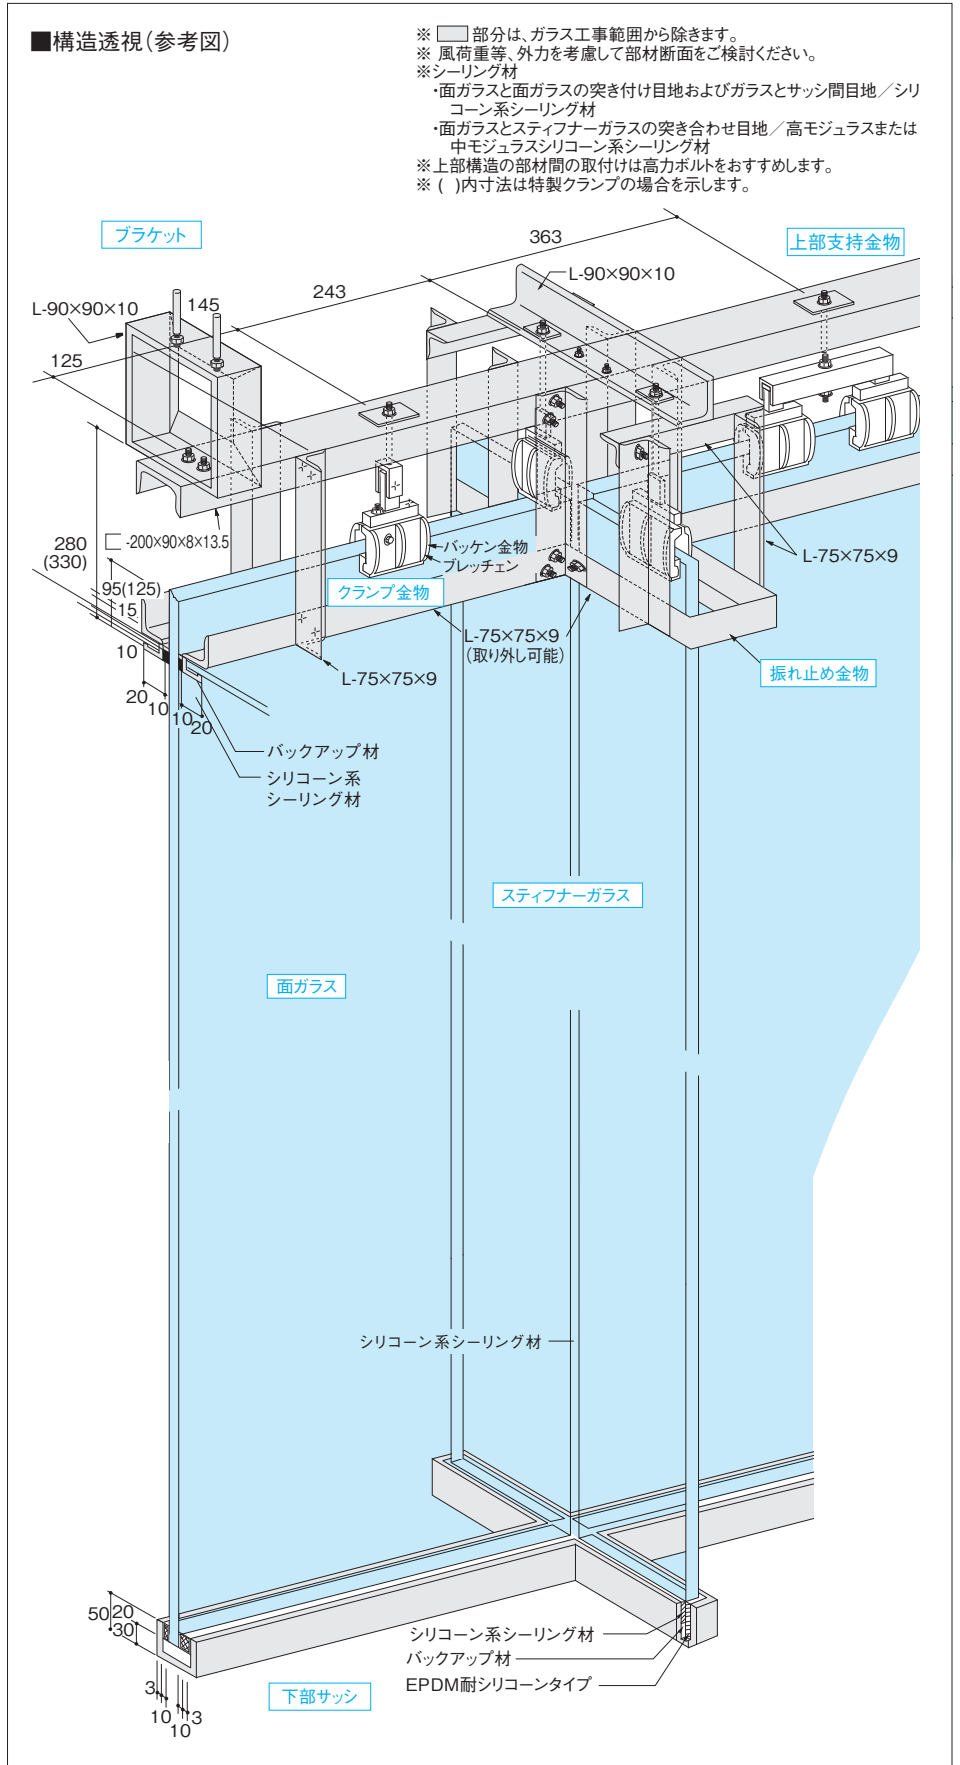 ■構造透視(参考図)
※ 部分は、ガラス工事範囲から除きます。
※ 風荷重等、外力を考慮して部材断面をご検討ください。
※シーリング材
・面ガラスと面ガラスの突き付け目地およびガラスとサッシ間目地／シリ
コーン系シーリング材
・面ガラスとスティフナーガラスの突き合わせ目地／高モジュラスまたは
中モジュラスシリコーン系シーリング材
※上部構造の部材間の取付けは高力ボルトをおすすめします。
※( )内寸法は特製クランプの場合を示します。
ブラケット
363
上部支持金物
L-90×90×10
243
L-90×90×10
145
125
280
(330)
-200×90×8×13.5
バッケン金物
ブレッチェン
L-75×75×9
95(125)
クランプ金物
15
L-75×75×9
(取り外し可能)
10
L-75×75×9
振れ止め金物
20
10
10
20
バックアップ材
シリコーン系
シーリング材
スティフナーガラス
面ガラス
シリコーン系シーリング材
50
20
30
シリコーン系シーリング材
バックアップ材
EPDM耐シリコーンタイプ
3
10
10
3
下部サッシ